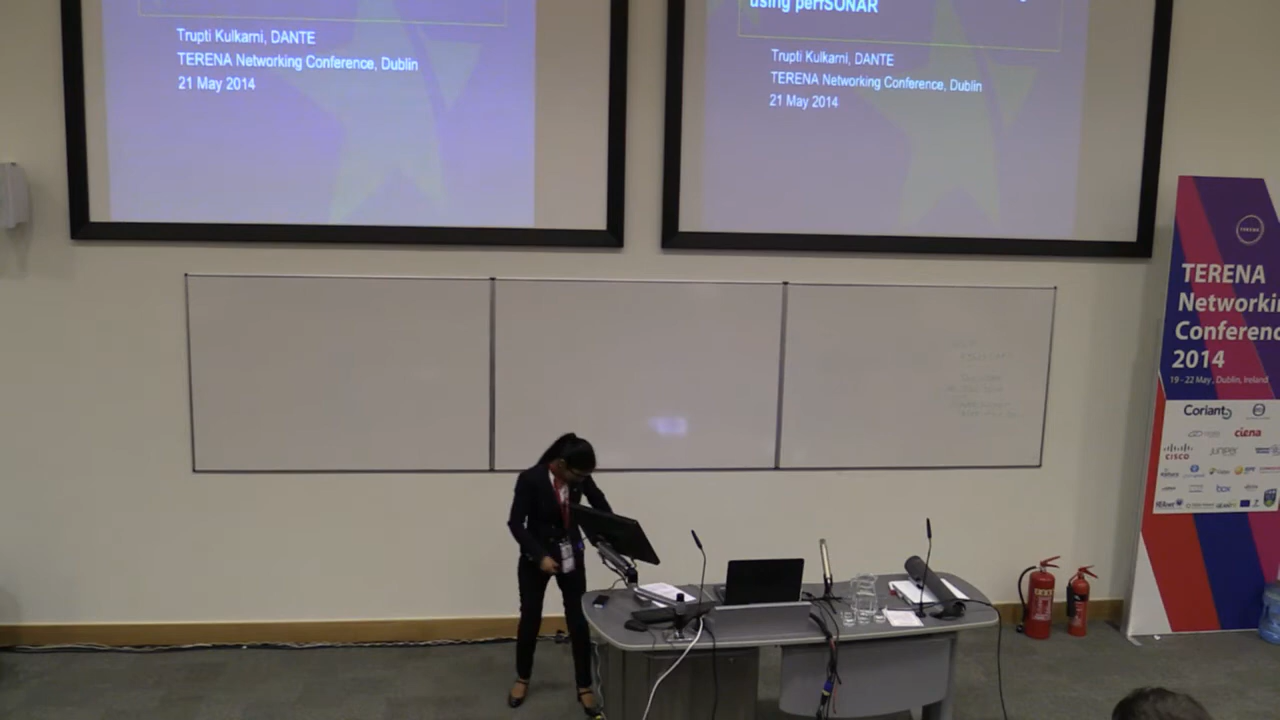 Trupti Kulkarni, DANTE
TERENA Networking Conference, Dublin
21 May 2014
using perfSONAR
Trupti Kulkarni, DANTE
TERENA Networking Conference, Dublin
21 May 2014
TERENA
Networki
Conferenc
2014
19 - 22 May, Dublin, Ireland
Coriant
ciena
CISCO
JUNIPER
box